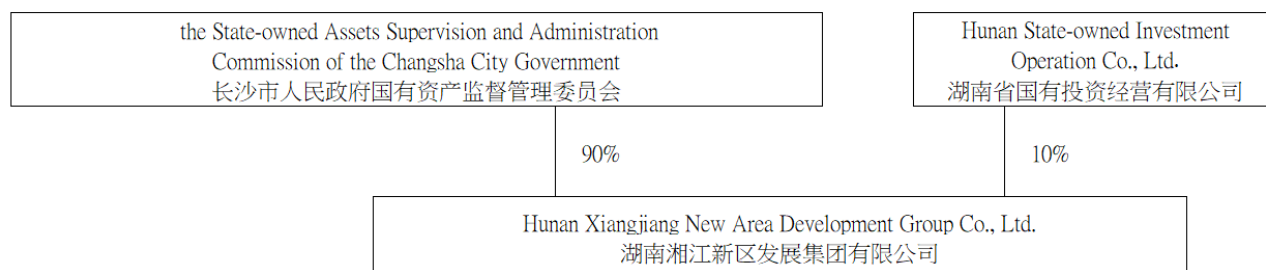 the State-owned Assets Supervision and Administration
Commission of the Changsha City Government
长沙市人民政府国有资产监督管理委员会
Hunan State-owned Investment
Operation Co., Ltd.
湖南省国有投资经营有限公司
90%
10%
Hunan Xiangjiang New Area Development Group Co., Ltd.
湖南湘江新区发展集团有限公司